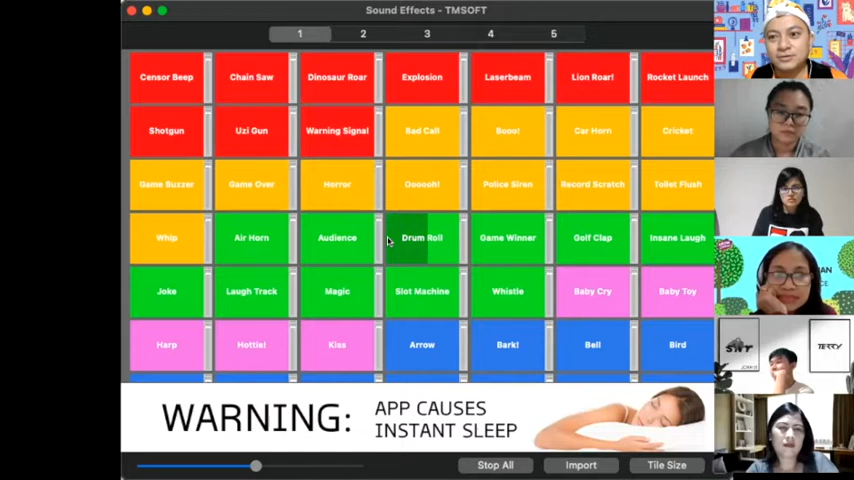 Sound Effects - TMSOFT
1 2 3 4 5
Censor Beep Chain Saw Dinosaur Roar Explosion Laserbeam Lion Roar! Rocket Launch
Shotgun Uzi Gun Warning Signal Bad Call Booo! Car Horn Cricket
Game Buzzer Game Over Horror Oooooh! Police Siren Record Scratch Toilet Flush
Whip Air Horn Audience Drum Roll Game Winner Golf Clap Insane Laugh
Joke Laugh Track Magic Slot Machine Whistle Baby Cry Baby Toy
Harp Hottie! Kiss Arrow Bark! Bell Bird
WARNING: APP CAUSES
INSTANT SLEEP
Stop All Import Tile Size
TERRY